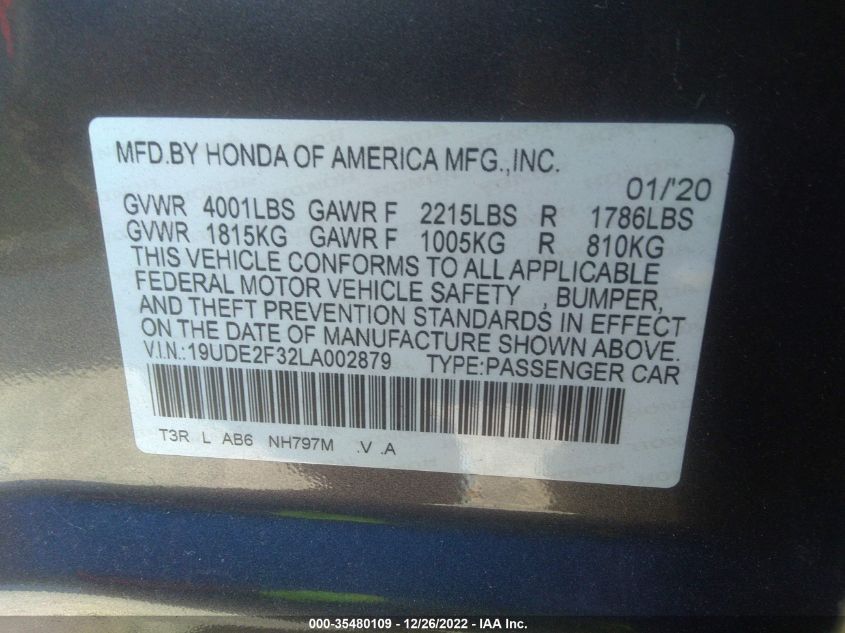 MFD.BY HONDA OF AMERICA MFG.,INC.
01/'20
GVWR 4001LBS GAWR F 2215LBS R 1786LBS
GVWR 1815KG GAWR F 1005KG R 810KG
THIS VEHICLE CONFORMS TO ALL APPLICABLE
FEDERAL MOTOR VEHICLE SAFETY , BUMPER,
AND THEFT PREVENTION STANDARDS IN EFFECT
ON THE DATE OF MANUFACTURE SHOWN ABOVE.
V.I.N.:19UDE2F32LA002879 TYPE:PASSENGER CAR
T3R L AB6 NH797M .V .A
000-35480109 - 12/26/2022 - IAA Inc.